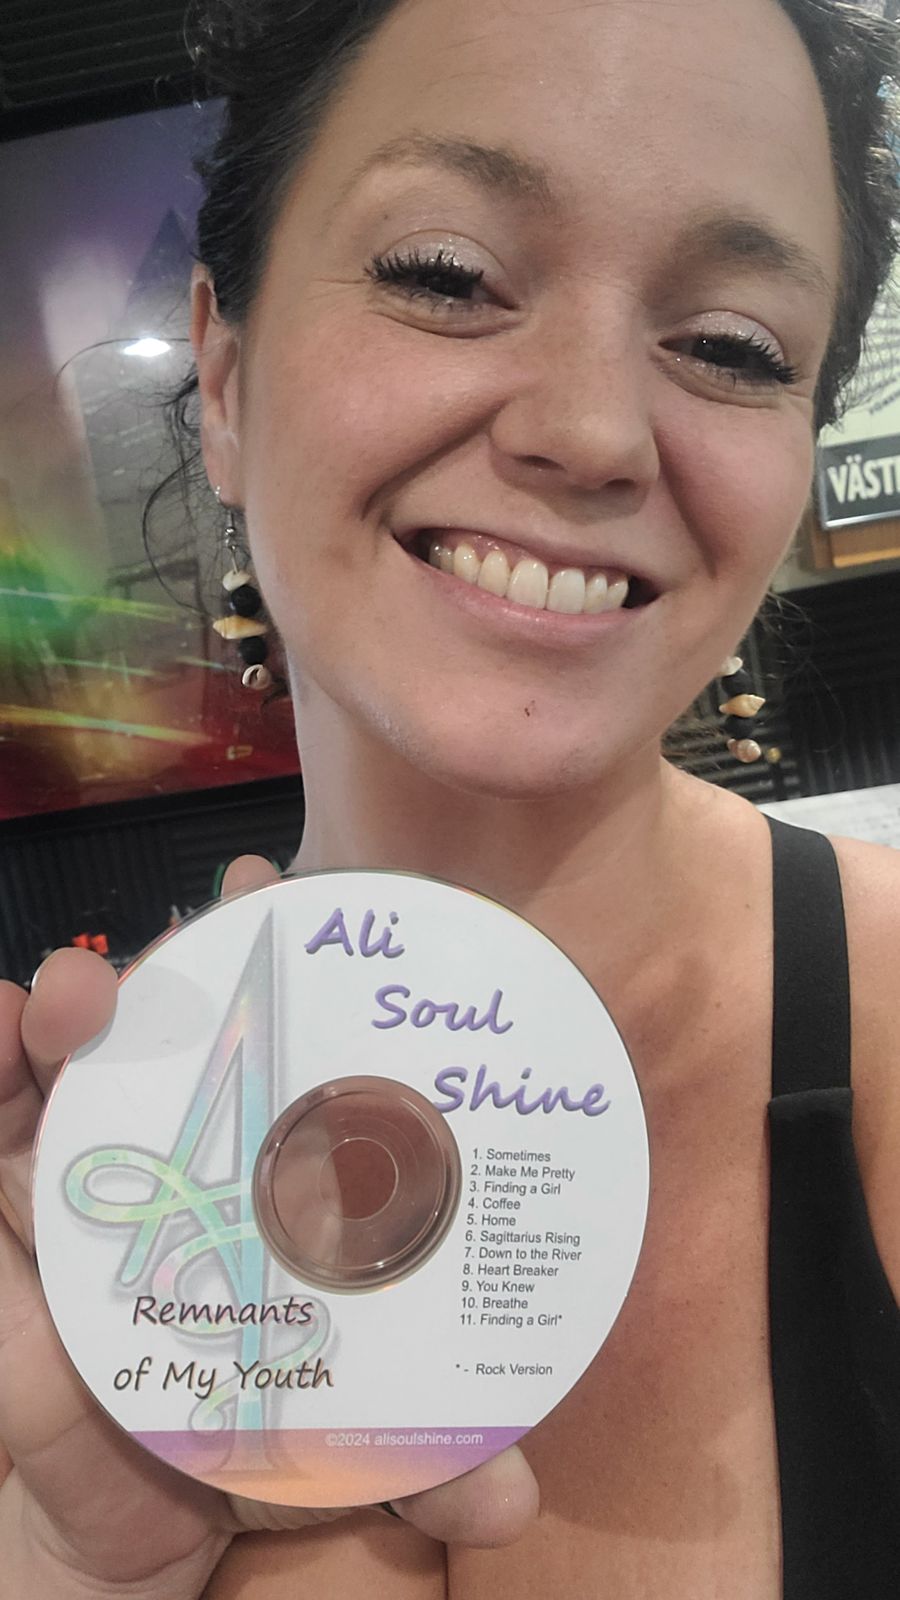 VÄST
Ali
Soul
Shine
1. Sometimes
2. Make Me Pretty
3. Finding a Girl
4. Coffee
5. Home
6. Sagittarius Rising
7. Down to the River
8. Heart Breaker
9. You Knew
10. Breathe
11. Finding a Girl*
* - Rock Version
Remnants
of My Youth
©2024 alisoulshine.com